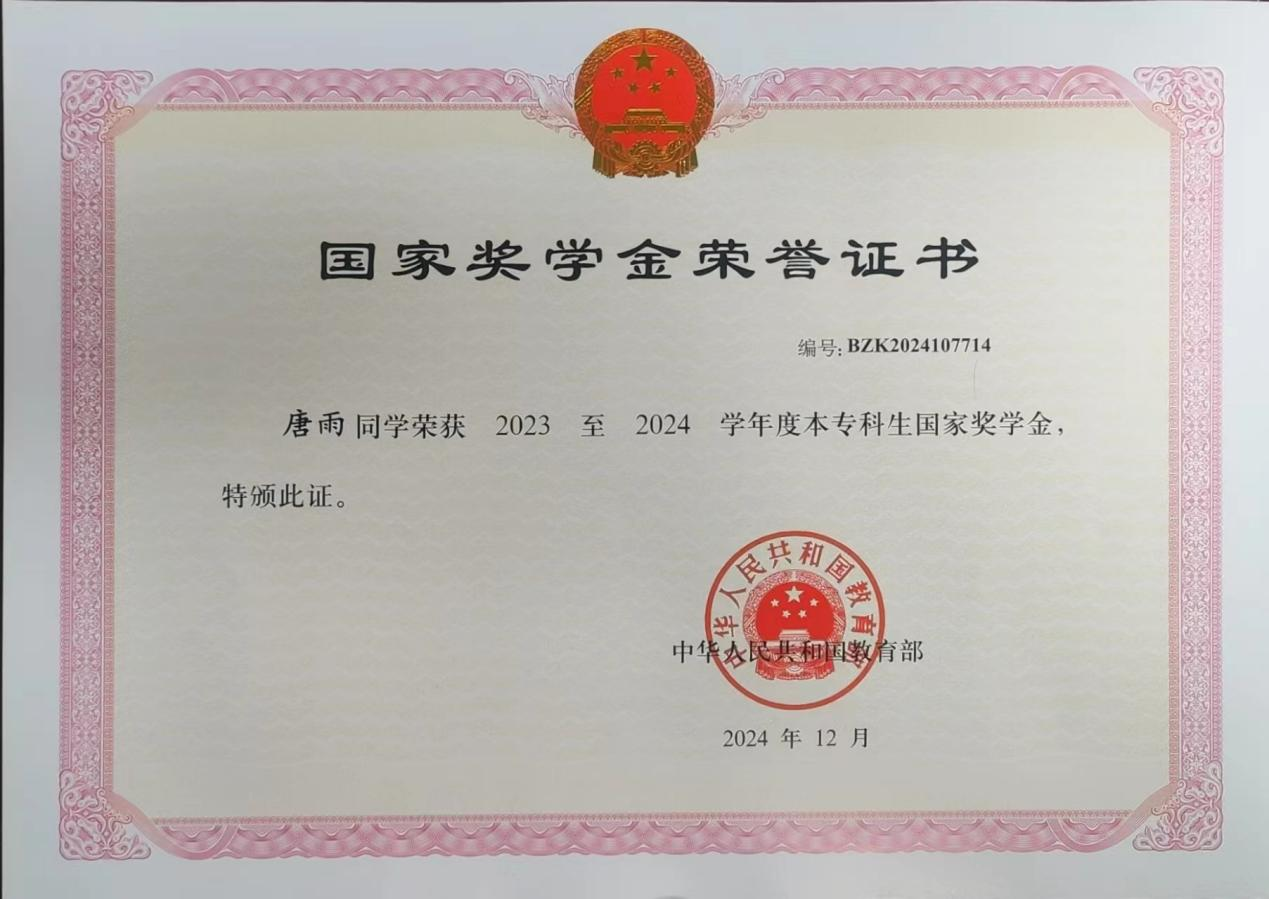 国家奖学金荣誉证书
编号: BZK2024107714
唐雨同学荣获 2023 至 2024 学年度本专科生国家奖学金，
特颁此证。
中华人民共和国教育部
中华人民共和国教育部
2024 年 12 月